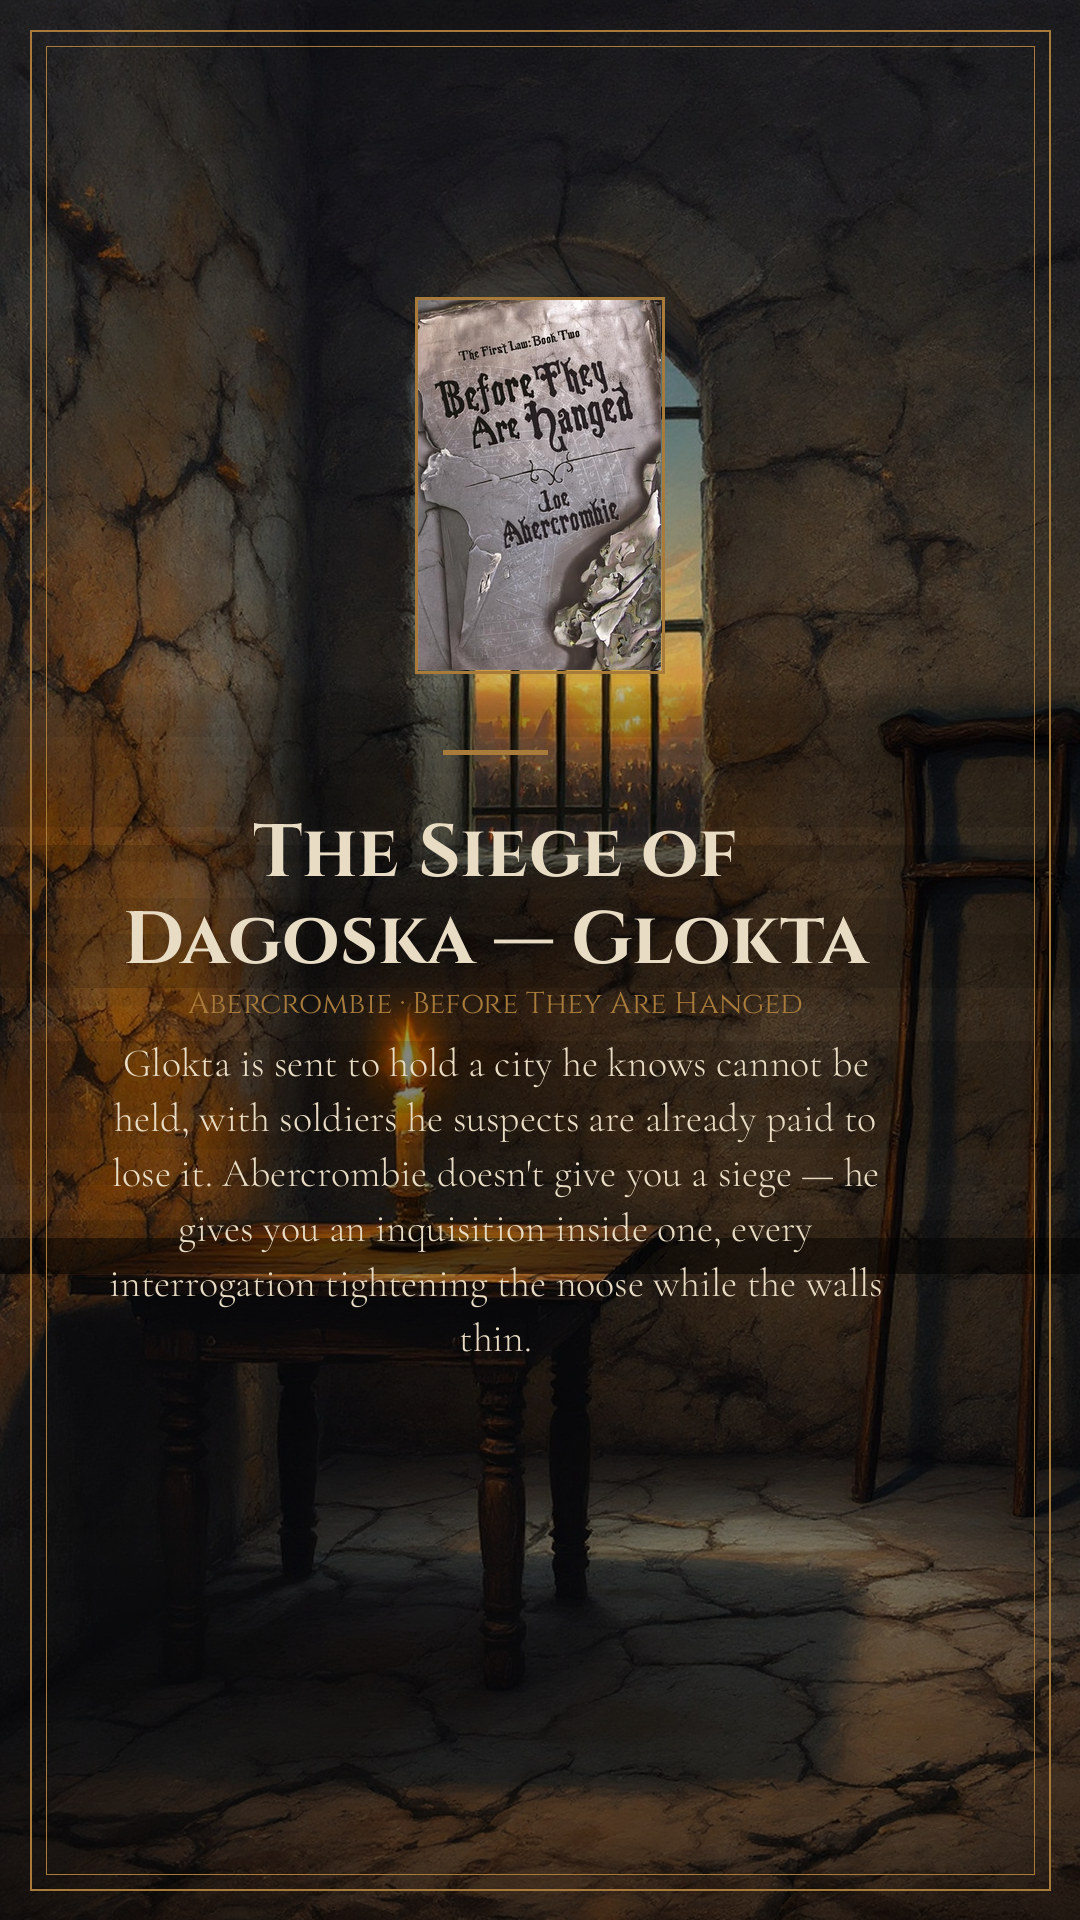 The First Law: Book Two
Before They
Are Hanged
Joe
Abercrombie
The Siege of
Dagoska — Glokta
Abercrombie · Before They Are Hanged
Glokta is sent to hold a city he knows cannot be
held, with soldiers he suspects are already paid to
lose it. Abercrombie doesn't give you a siege — he
gives you an inquisition inside one, every
interrogation tightening the noose while the walls
thin.